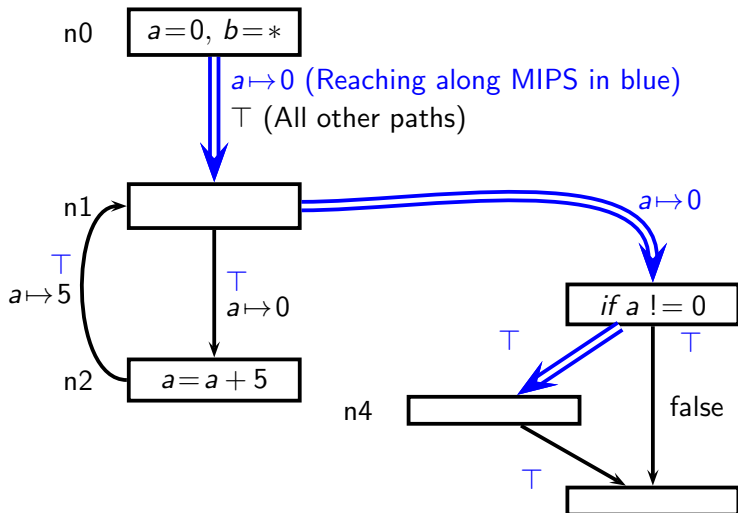 n0
a=0, b=*
a↦0 (Reaching along MIPS in blue)
⊤ (All other paths)
n1
a↦0
⊤
a↦5
⊤
a↦0
if a != 0
⊤
⊤
n2
a=a+5
n4
false
⊤